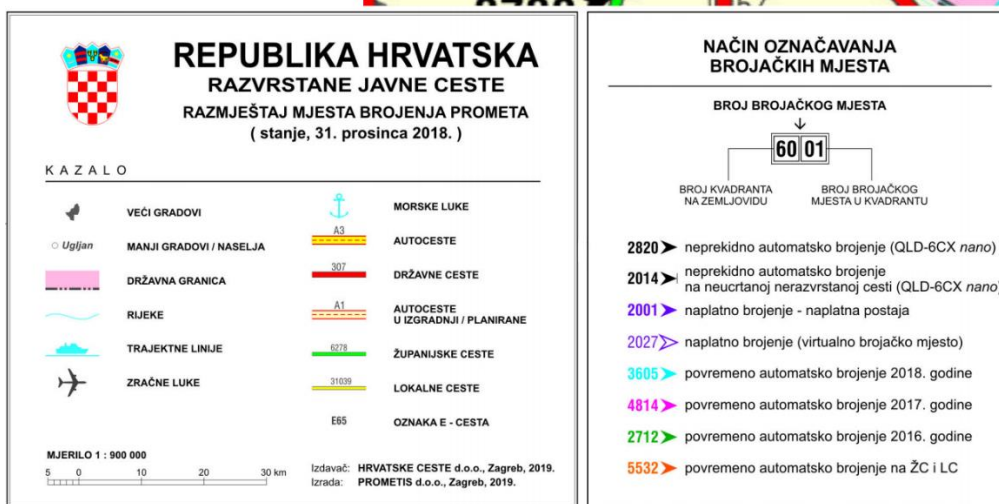 REPUBLIKA HRVATSKA
RAZVRSTANE JAVNE CESTE
RAZMJEŠTAJ MJESTA BROJENJA PROMETA
( stanje, 31. prosinca 2018. )
KAZALO
VEĆI GRADOVI
Ugljan
MANJI GRADOVI / NASELJA
DRŽAVNA GRANICA
RIJEKE
TRAJEKTNE LINIJE
ZRAČNE LUKE
MORSKE LUKE
A3
AUTOCESTE
307
DRŽAVNE CESTE
A1
AUTOCESTE
U IZGRADNJI / PLANIRANE
6278
ŽUPANIJSKE CESTE
31039
LOKALNE CESTE
E65
OZNAKA E - CESTA
MJERILO 1 : 900 000
5 0 10 20 30 km
Izdavač: HRVATSKE CESTE d.o.o., Zagreb, 2019.
Izrada: PROMETIS d.o.o., Zagreb, 2019.
NAČIN OZNAČAVANJA
BROJAČKIH MJESTA
BROJ BROJAČKOG MJESTA
60 01
BROJ KVADRANTA
NA ZEMLJOVIDU
BROJ BROJAČKOG
MJESTA U KVADRANTU
2820 neprekidno automatsko brojenje (QLD-6CX nano)
2014 neprekidno automatsko brojenje
na neucrtanoj nerazvrstanoj cesti (QLD-6CX nano)
2001 naplatno brojenje - naplatna postaja
2027 naplatno brojenje (virtualno brojačko mjesto)
3605 povremeno automatsko brojenje 2018. godine
4814 povremeno automatsko brojenje 2017. godine
2712 povremeno automatsko brojenje 2016. godine
5532 povremeno automatsko brojenje na ŽC i LC